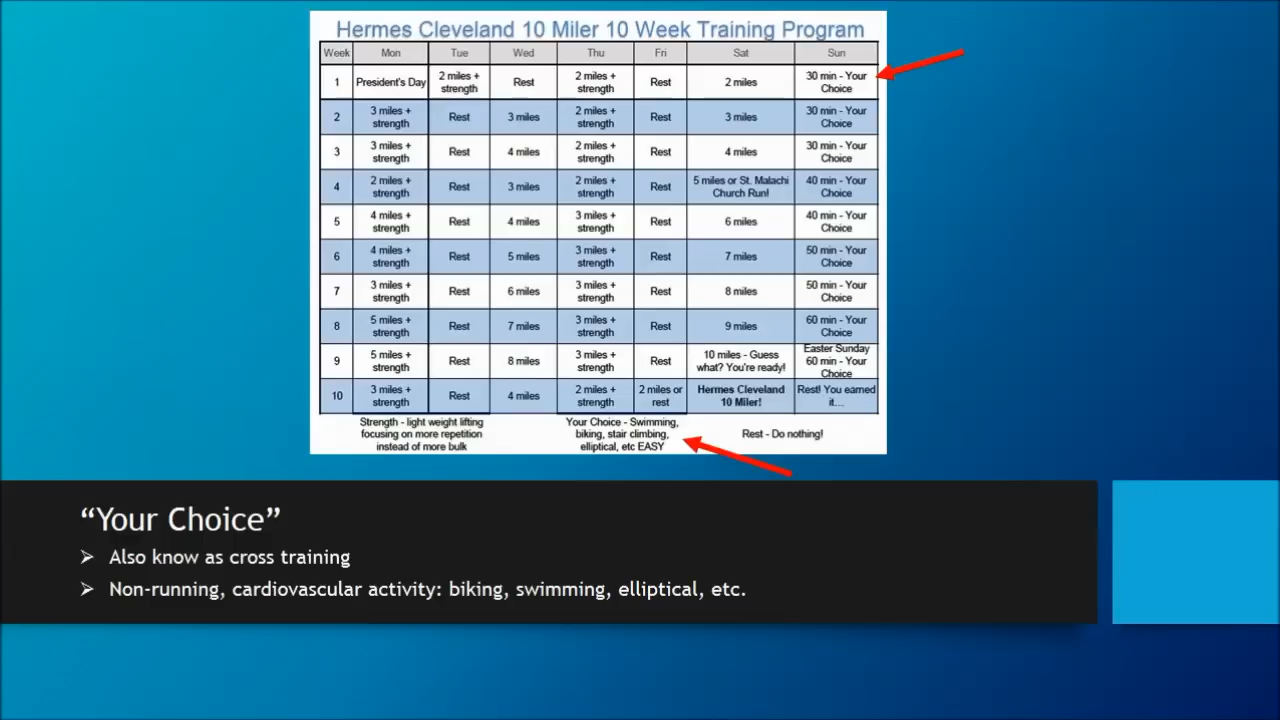 Hermes Cleveland 10 Miler 10 Week Training Program
Week Mon Tue Wed Thu Fri Sat Sun
1 President's Day 2 miles + strength Rest 2 miles + strength Rest 2 miles 30 min - Your Choice
2 3 miles + strength Rest 3 miles 2 miles + strength Rest 3 miles 30 min - Your Choice
3 3 miles + strength Rest 4 miles 2 miles + strength Rest 4 miles 30 min - Your Choice
4 2 miles + strength Rest 3 miles 2 miles + strength Rest 5 miles or St. Malachi Church Run! 40 min - Your Choice
5 4 miles + strength Rest 4 miles 3 miles + strength Rest 6 miles 40 min - Your Choice
6 4 miles + strength Rest 5 miles 3 miles + strength Rest 7 miles 50 min - Your Choice
7 3 miles + strength Rest 6 miles 3 miles + strength Rest 8 miles 50 min - Your Choice
8 5 miles + strength Rest 7 miles 3 miles + strength Rest 9 miles 60 min - Your Choice
9 5 miles + strength Rest 8 miles 3 miles + strength Rest 10 miles - Guess what? You're ready! Easter Sunday 60 min - Your Choice
10 3 miles + strength Rest 4 miles 2 miles + strength 2 miles or rest Hermes Cleveland 10 Miler! Rest! You earned it...
Strength - light weight lifting
focusing on more repetition
instead of more bulk
Your Choice - Swimming,
biking, stair climbing,
elliptical, etc EASY
Rest - Do nothing!
“Your Choice”
Also know as cross training
Non-running, cardiovascular activity: biking, swimming, elliptical, etc.